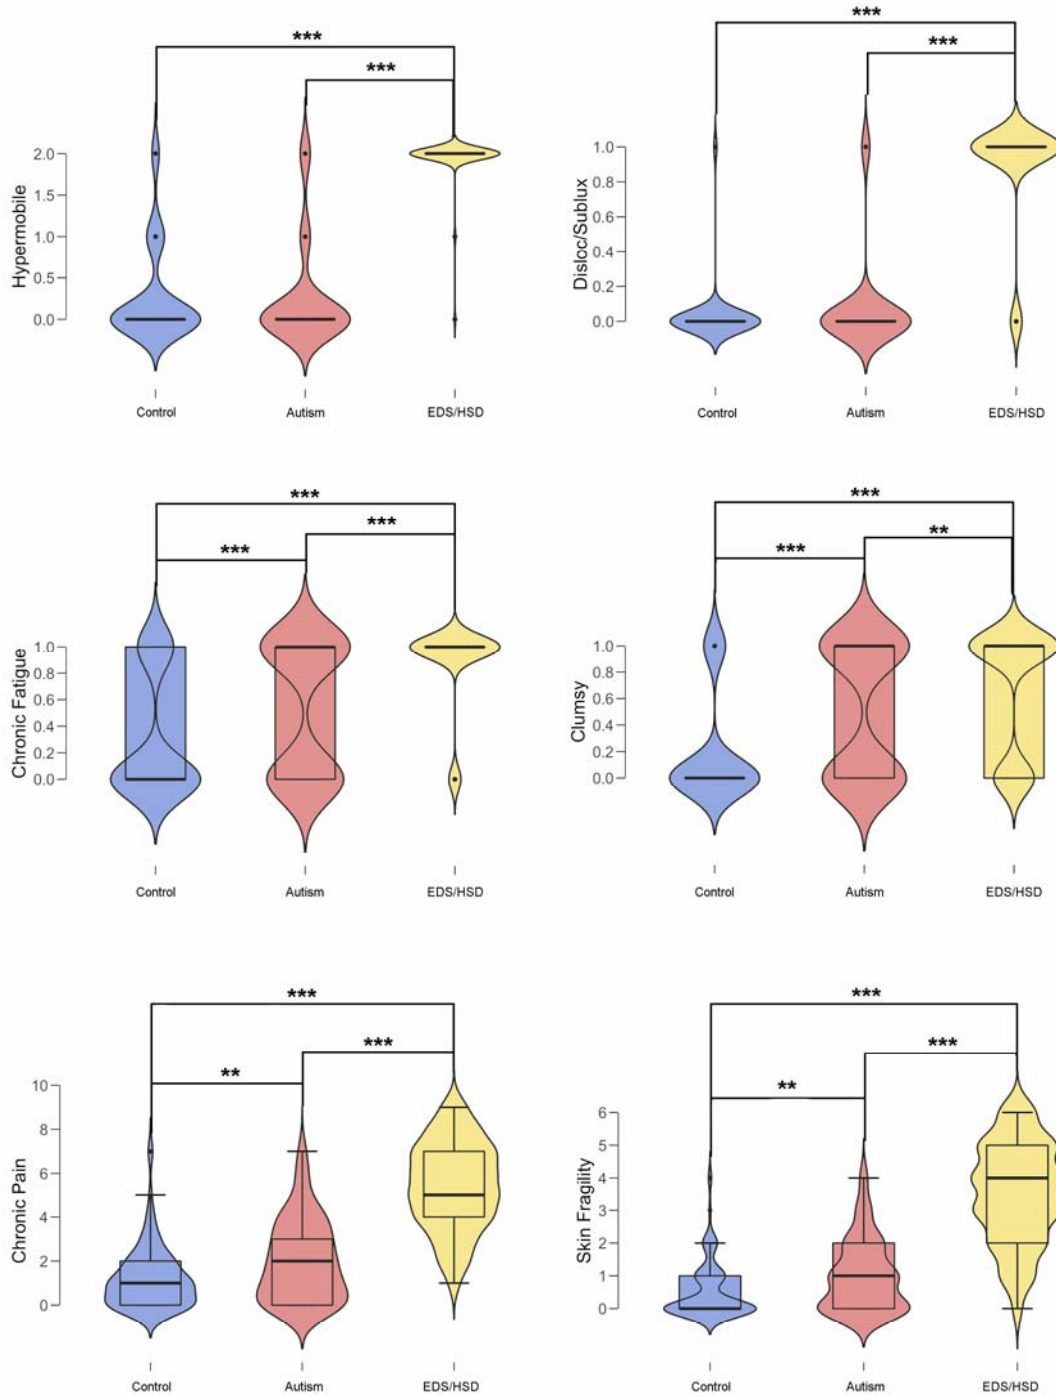 ***
***
Hypermobile
2.0
1.5
1.0
0.5
0.0
Control
Autism
EDS/HSD
***
***
Disloc/Sublux
1.0
0.8
0.6
0.4
0.2
0.0
Control
Autism
EDS/HSD
***
***
***
Chronic Fatigue
1.0
0.8
0.6
0.4
0.2
0.0
Control
Autism
EDS/HSD
***
**
***
Clumsy
1.0
0.8
0.6
0.4
0.2
0.0
Control
Autism
EDS/HSD
***
***
**
Chronic Pain
10
8
6
4
2
0
Control
Autism
EDS/HSD
***
***
**
Skin Fragility
6
5
4
3
2
1
0
Control
Autism
EDS/HSD